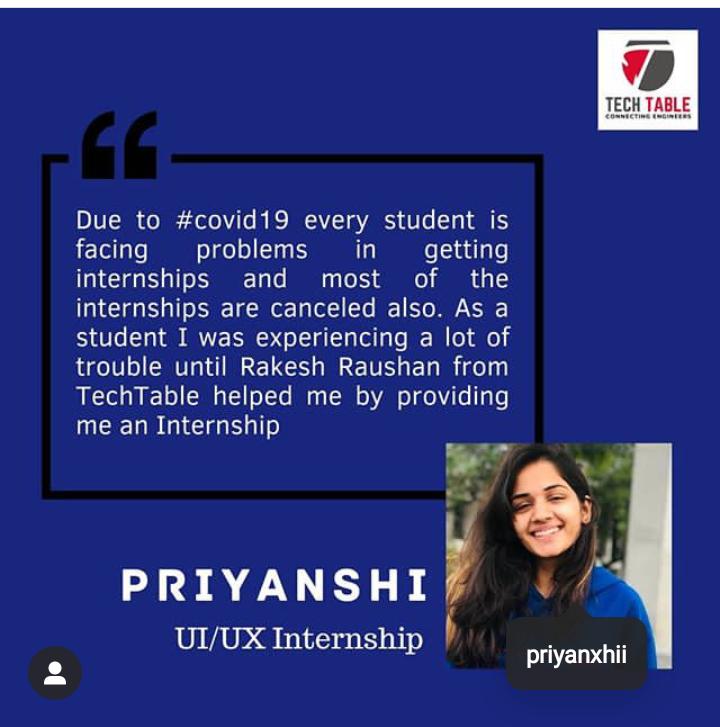 TECH TABLE
CONNECTING ENGINEERS
Due to #covid19 every student is
facing problems in getting
internships and most of the
internships are canceled also. As a
student I was experiencing a lot of
trouble until Rakesh Raushan from
TechTable helped me by providing
me an Internship
PRIYANSHI
UI/UX Internship
priyanxhii